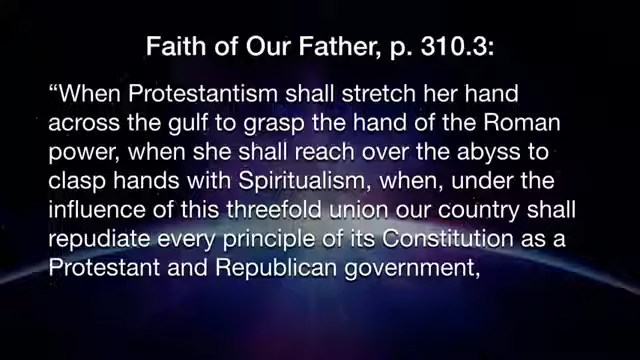 Faith of Our Father, p. 310.3:
“When Protestantism shall stretch her hand
across the gulf to grasp the hand of the Roman
power, when she shall reach over the abyss to
clasp hands with Spiritualism, when, under the
influence of this threefold union our country shall
repudiate every principle of its Constitution as a
Protestant and Republican government,